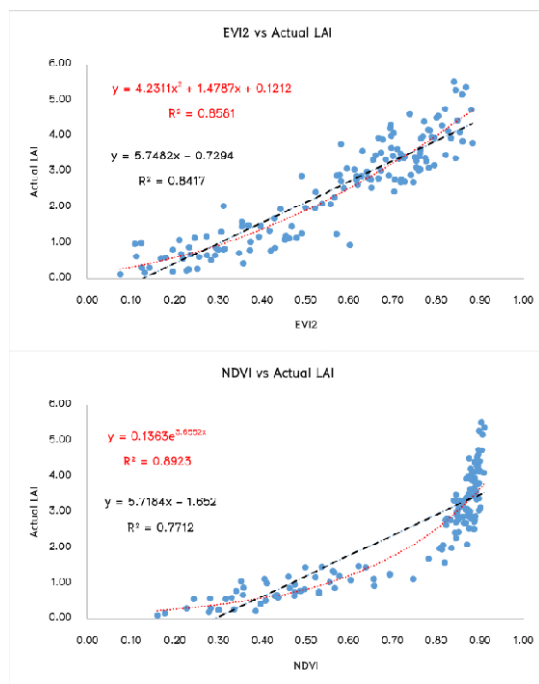 EVI2 vs Actual LAI
6.00
y = 4.2311x² + 1.4787x + 0.1212
5.00
R² = 0.8581
4.00
y = 5.7482x − 0.7294
3.00
R² = 0.8417
2.00
1.00
0.00
Actual LAI
0.00 0.10 0.20 0.30 0.40 0.50 0.60 0.70 0.80 0.90 1.00
EVI2
NDVI vs Actual LAI
6.00
y = 0.1363e^3.6552x
5.00
R² = 0.8923
4.00
y = 5.7184x − 1.652
3.00
R² = 0.7712
2.00
1.00
0.00
Actual LAI
0.00 0.10 0.20 0.30 0.40 0.50 0.60 0.70 0.80 0.90 1.00
NDVI